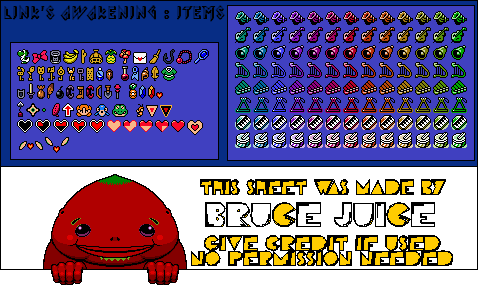 LINK'S AWAKENING : ITEMS
THIS SHEET WAS MADE BY
BRUCE JUICE
GIVE CREDIT IF USED
NO PERMISSION NEEDED